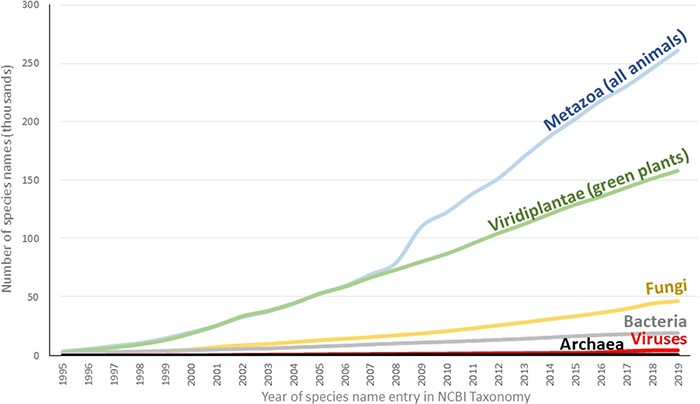 Number of species names (thousands)
300
250
200
150
100
50
0
Metazoa (all animals)
Viridiplantae (green plants)
Fungi
Bacteria
Viruses
Archaea
1995 1996 1997 1998 1999 2000 2001 2002 2003 2004 2005 2006 2007 2008 2009 2010 2011 2012 2013 2014 2015 2016 2017 2018 2019
Year of species name entry in NCBI Taxonomy